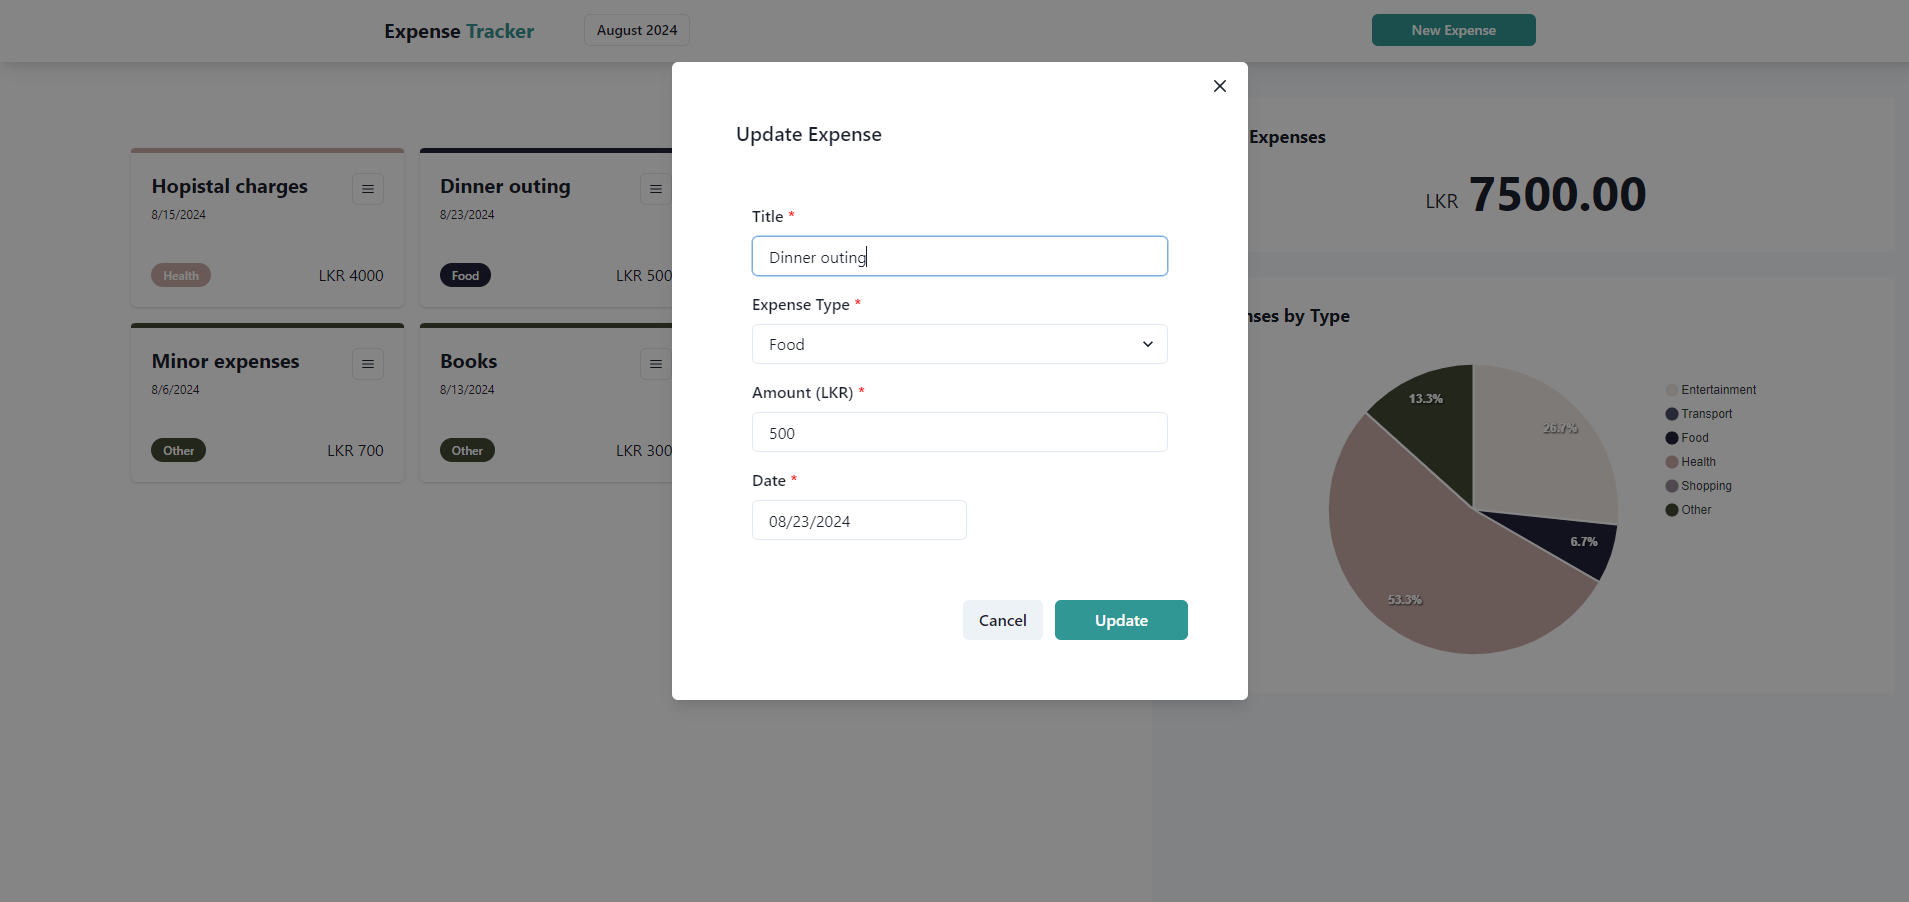 Expense Tracker
August 2024
New Expense
Hopistal charges
8/15/2024
Health
LKR 4000
Dinner outing
8/23/2024
Food
LKR 500
Minor expenses
8/6/2024
Other
LKR 700
Books
8/13/2024
Other
LKR 300
Update Expense
Title *
Dinner outing
Expense Type *
Food
Amount (LKR) *
500
Date *
08/23/2024
Cancel
Update
Expenses
LKR 7500.00
nses by Type
13.3%
26.7%
6.7%
53.3%
Entertainment
Transport
Food
Health
Shopping
Other